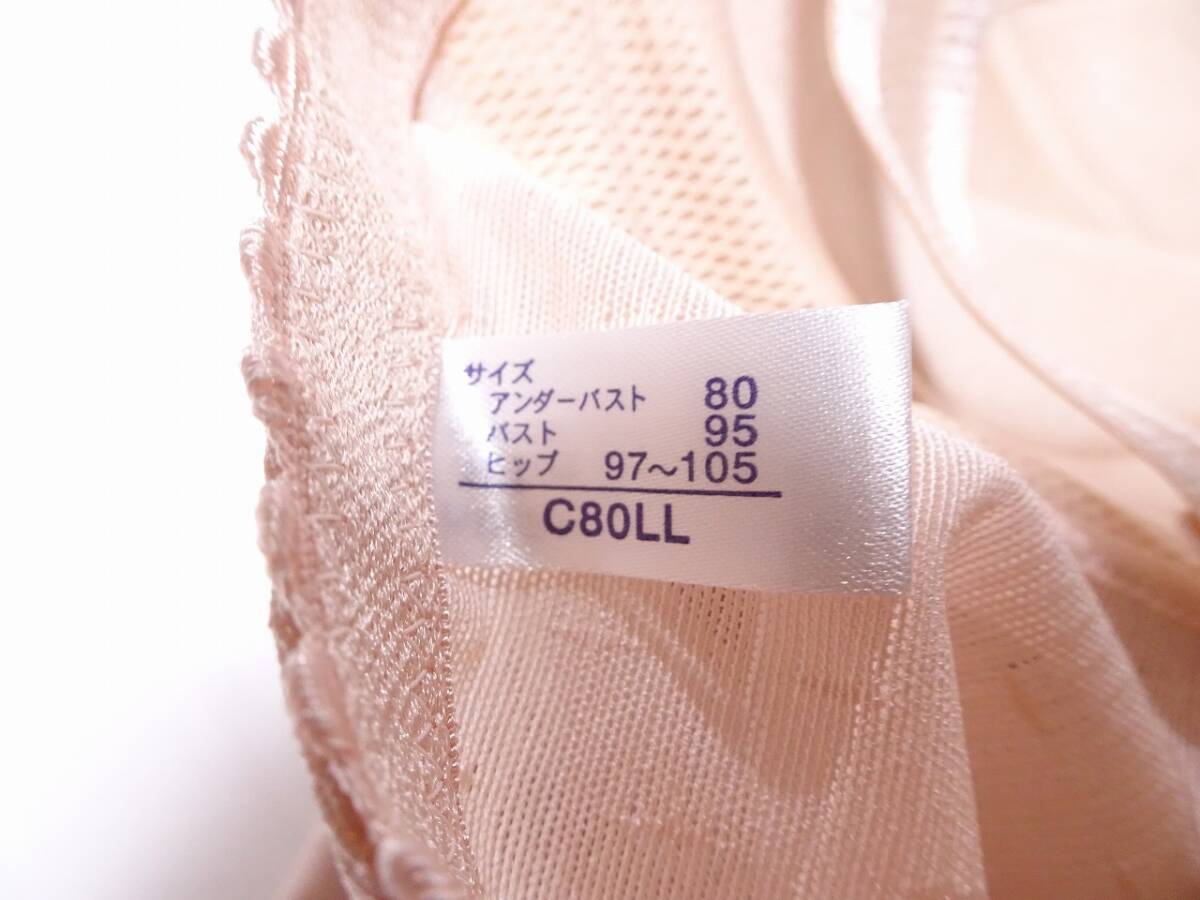 サイズ
アンダーバスト 80
バスト 95
ヒップ 97〜105
C80LL